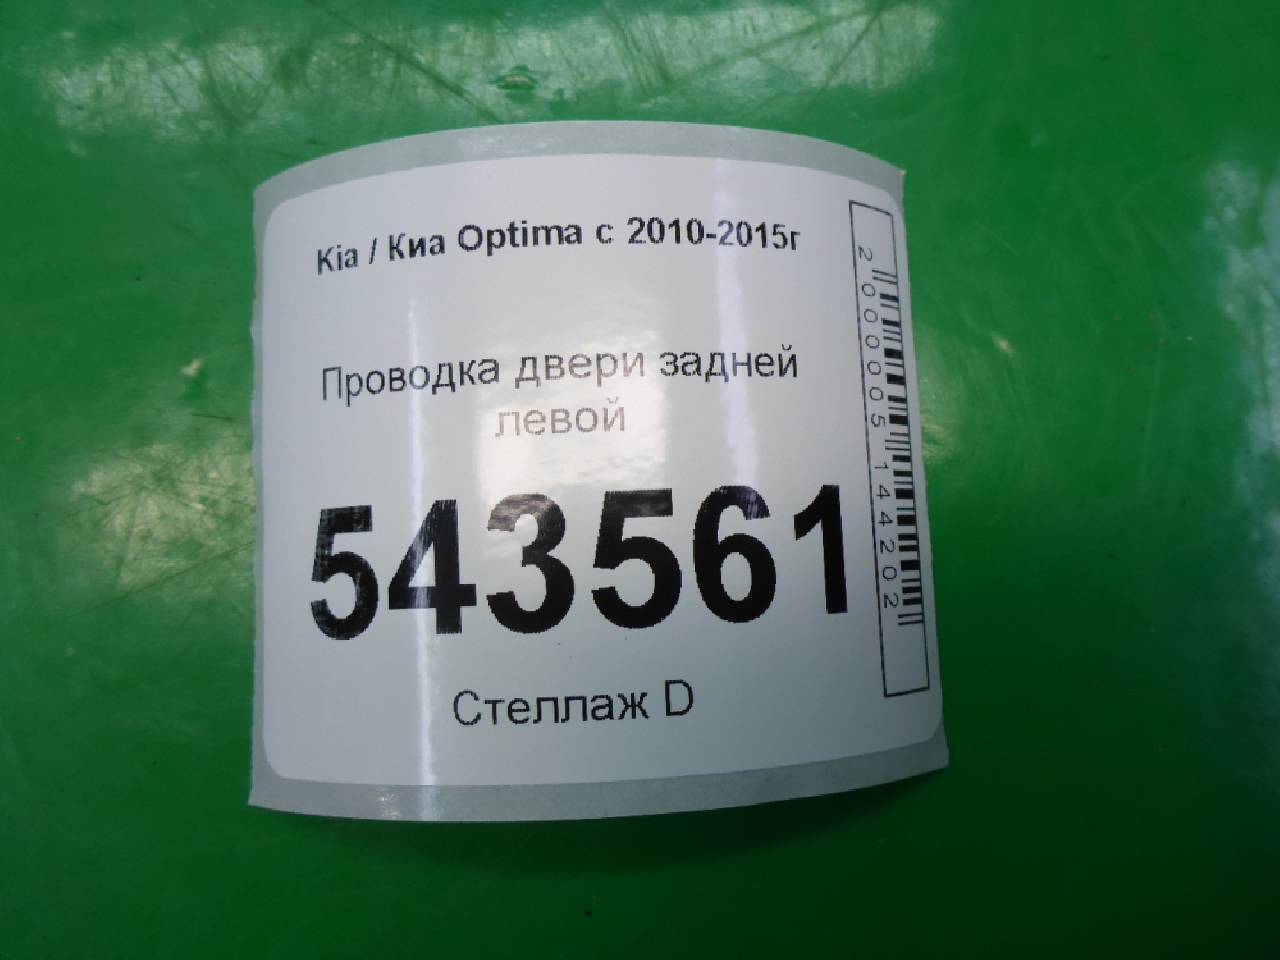 Kia / Киа Optima с 2010-2015г
Проводка двери задней
левой
543561
Стеллаж D
2000005144202